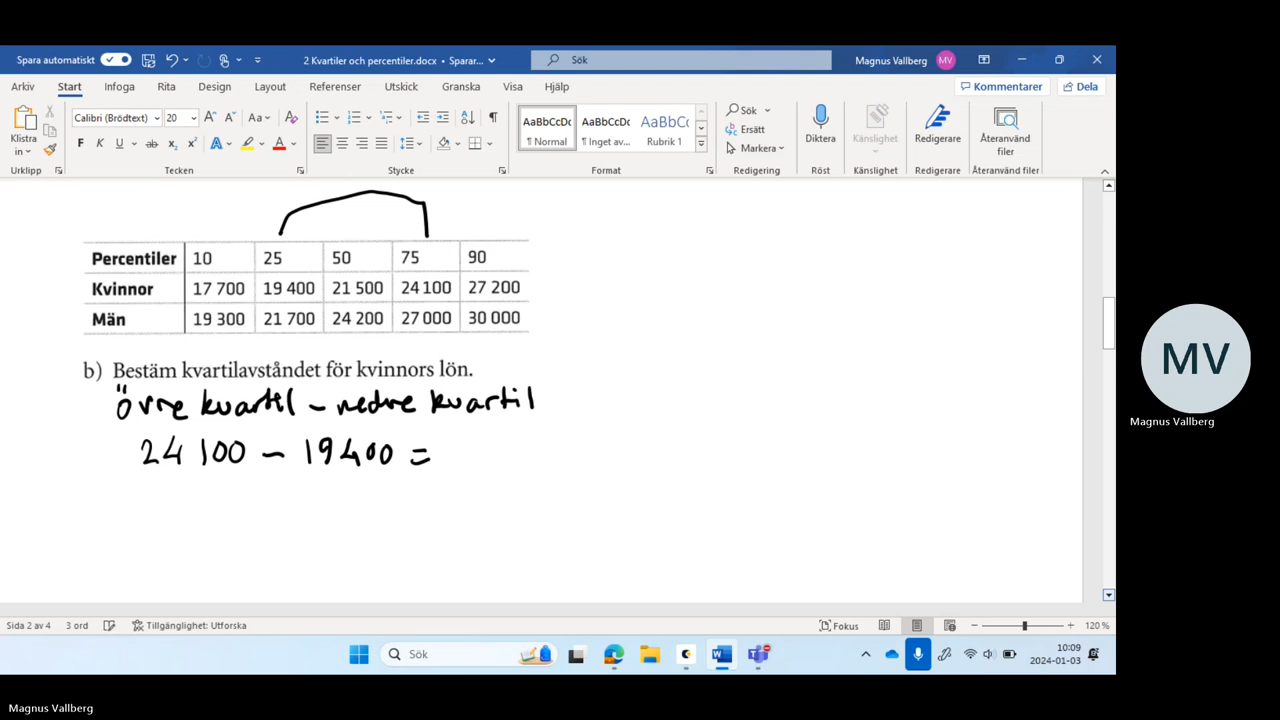 Spara automatiskt
2 Kvartiler och percentiler.docx • Sparar...
Sök
Magnus Vallberg
MV
Arkiv Start Infoga Rita Design Layout Referenser Utskick Granska Visa Hjälp
Kommentarer
Dela
Klistra in
Calibri (Brödtext) 20
Aa
F K U ab x₂ x² A A
AaBbCcDc AaBbCcDc AaBbCc
¶ Normal ¶ Inget av... Rubrik 1
Sök
Ersätt
Markera
Diktera
Känslighet
Redigerare
Återanvänd filer
Urklipp Tecken Stycke Format Redigering Röst Känslighet Redigerare Återanvänd filer
Percentiler 10 25 50 75 90
Kvinnor 17 700 19 400 21 500 24 100 27 200
Män 19 300 21 700 24 200 27 000 30 000
b) Bestäm kvartilavståndet för kvinnors lön.
övre kvartil – nedre kvartil
24 100 – 19400 =
MV
Magnus Vallberg
Sida 2 av 4 3 ord Tillgänglighet: Utforska
Fokus
120 %
Sök
10:09
2024-01-03
Magnus Vallberg